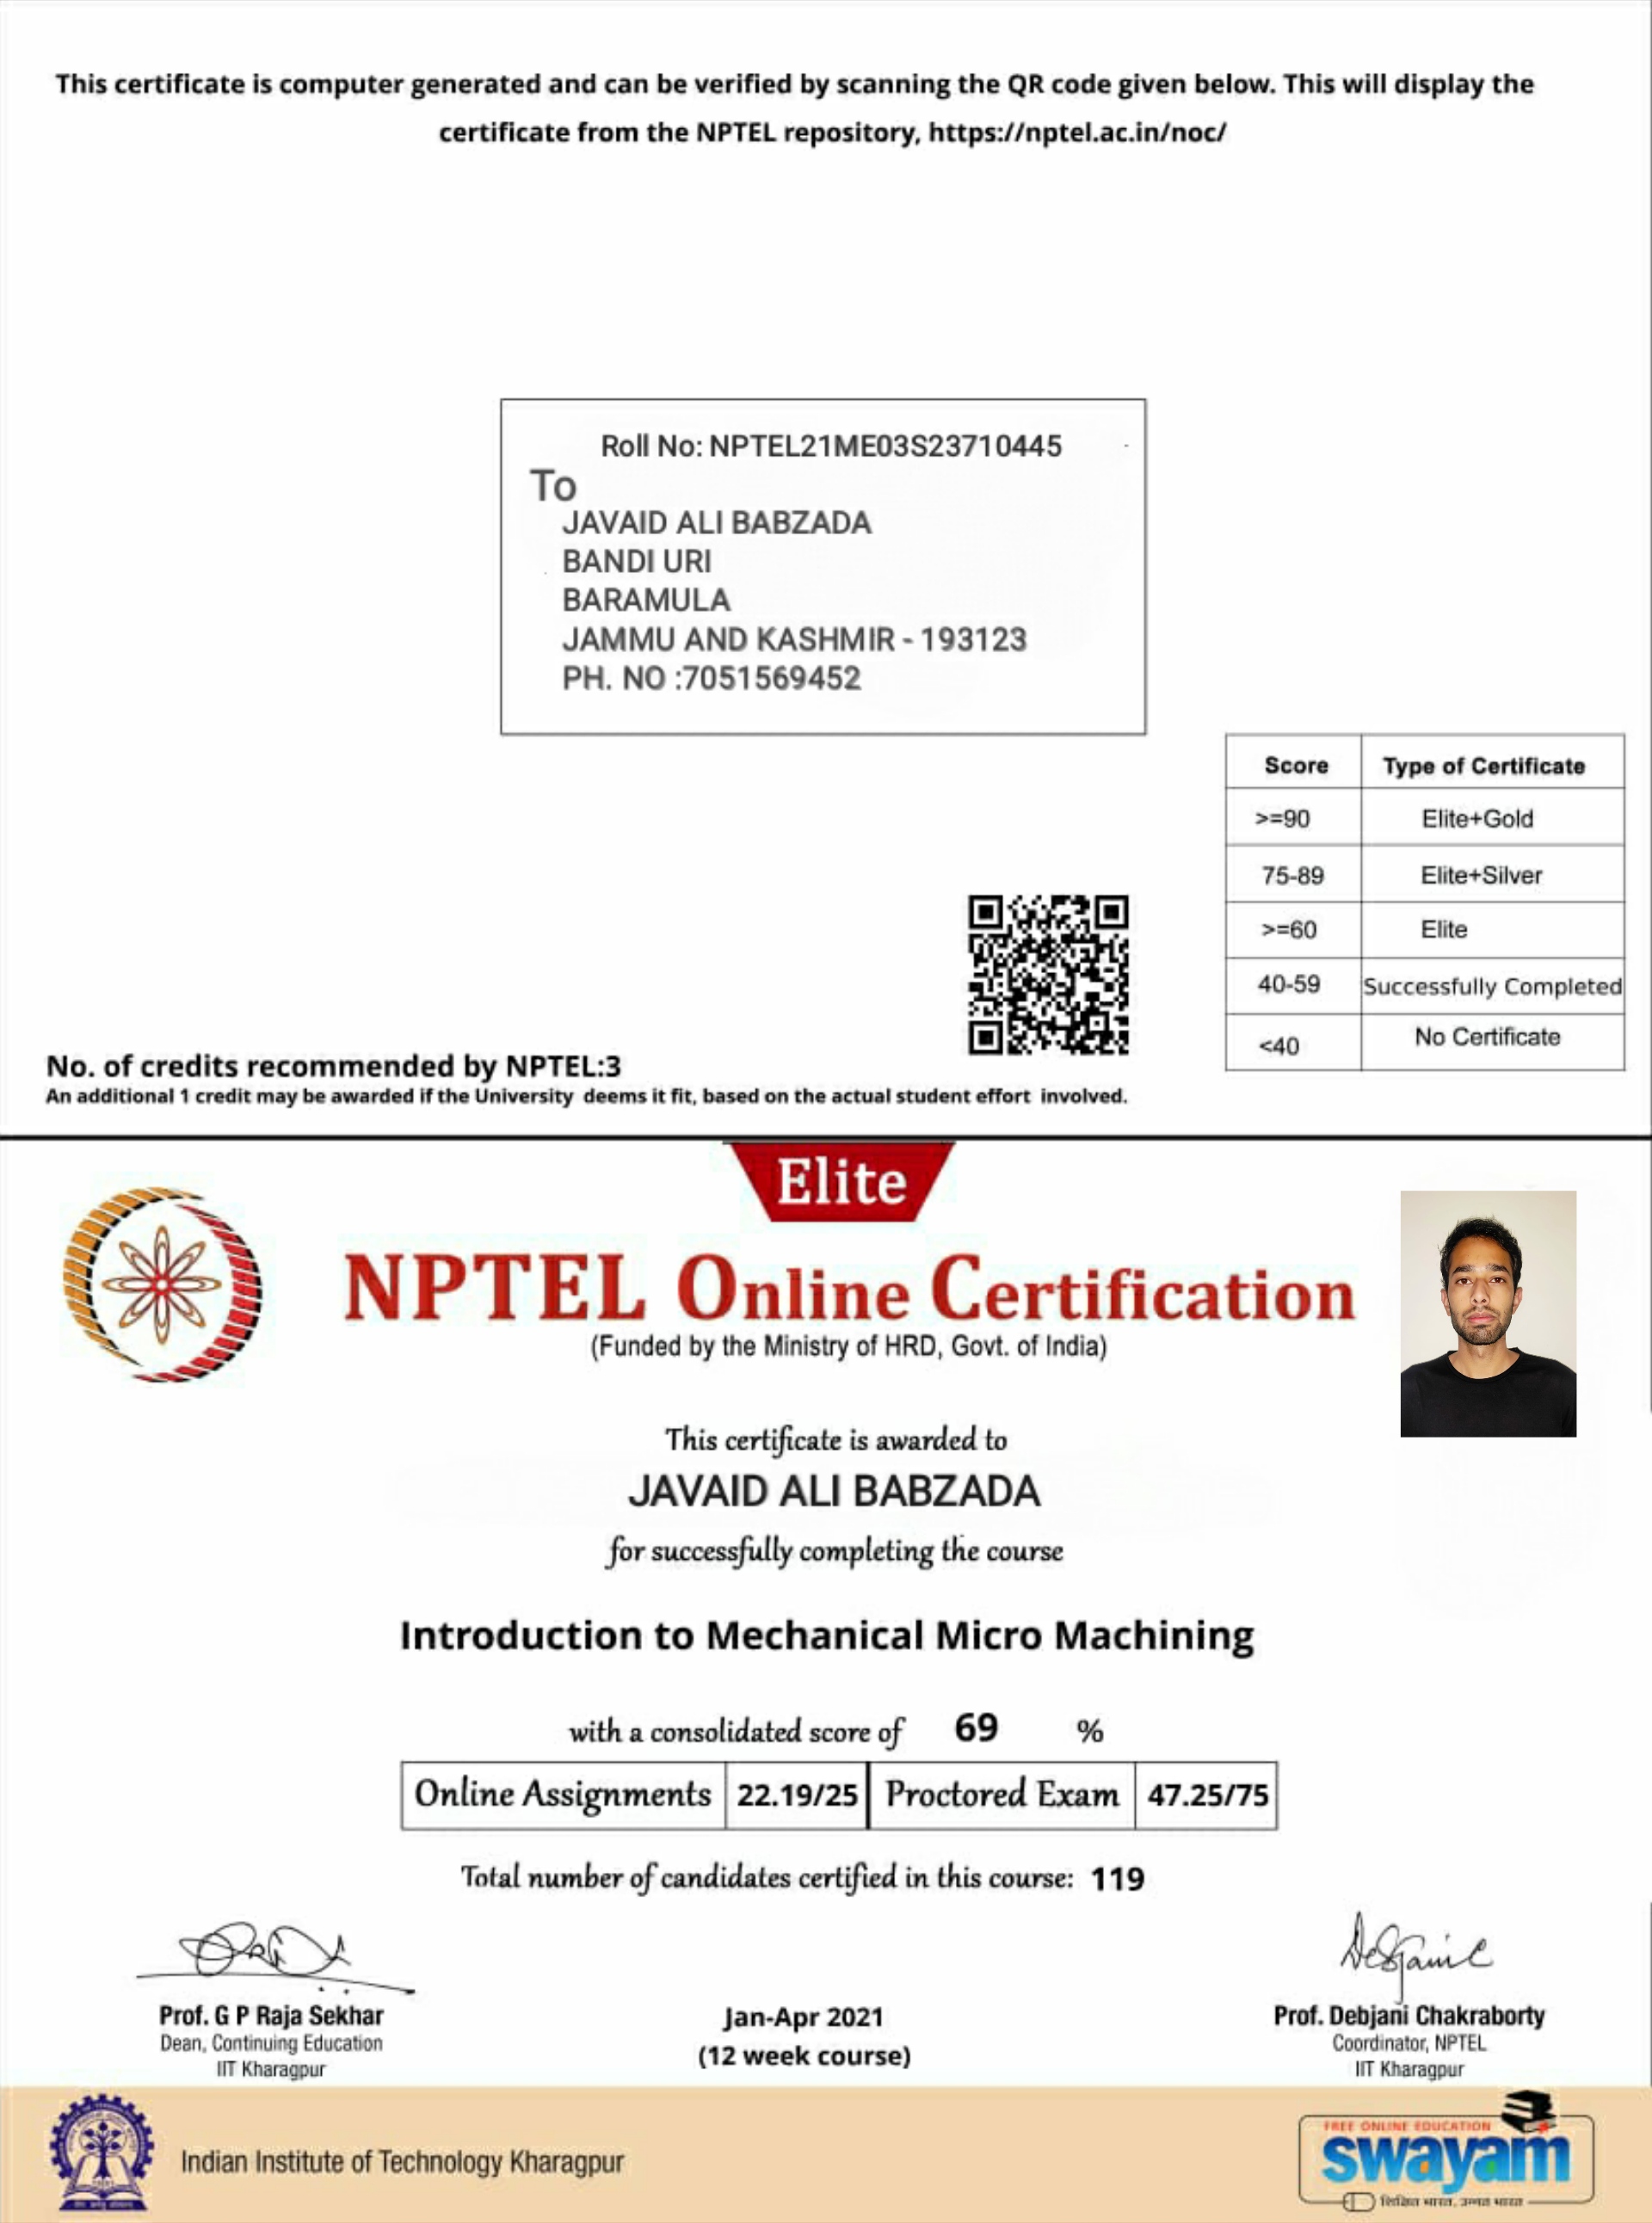 This certificate is computer generated and can be verified by scanning the QR code given below. This will display the
certificate from the NPTEL repository, https://nptel.ac.in/noc/
Roll No: NPTEL21ME03S23710445
To
JAVAID ALI BABZADA
BANDI URI
BARAMULA
JAMMU AND KASHMIR - 193123
PH. NO :7051569452
Score Type of Certificate
>=90 Elite+Gold
75-89 Elite+Silver
>=60 Elite
40-59 Successfully Completed
<40 No Certificate
No. of credits recommended by NPTEL:3
An additional 1 credit may be awarded if the University deems it fit, based on the actual student effort involved.
Elite
NPTEL Online Certification
(Funded by the Ministry of HRD, Govt. of India)
This certificate is awarded to
JAVAID ALI BABZADA
for successfully completing the course
Introduction to Mechanical Micro Machining
with a consolidated score of 69 %
Online Assignments 22.19/25 Proctored Exam 47.25/75
Total number of candidates certified in this course: 119
Prof. G P Raja Sekhar
Dean, Continuing Education
IIT Kharagpur
Jan-Apr 2021
(12 week course)
Prof. Debjani Chakraborty
Coordinator, NPTEL
IIT Kharagpur
Indian Institute of Technology Kharagpur
FREE ONLINE EDUCATION
swayam
शिक्षित भारत, उन्नत भारत